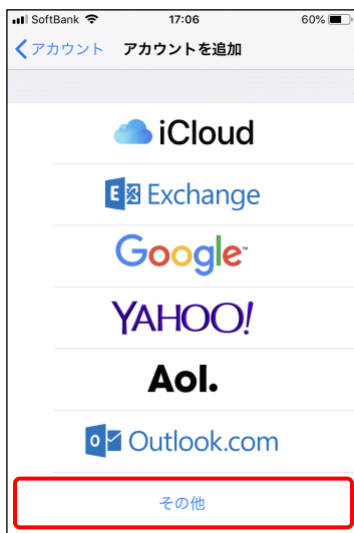 SoftBank 17:06 60%
アカウント アカウントを追加
iCloud
E Exchange
Google
YAHOO!
Aol.
o Outlook.com
その他